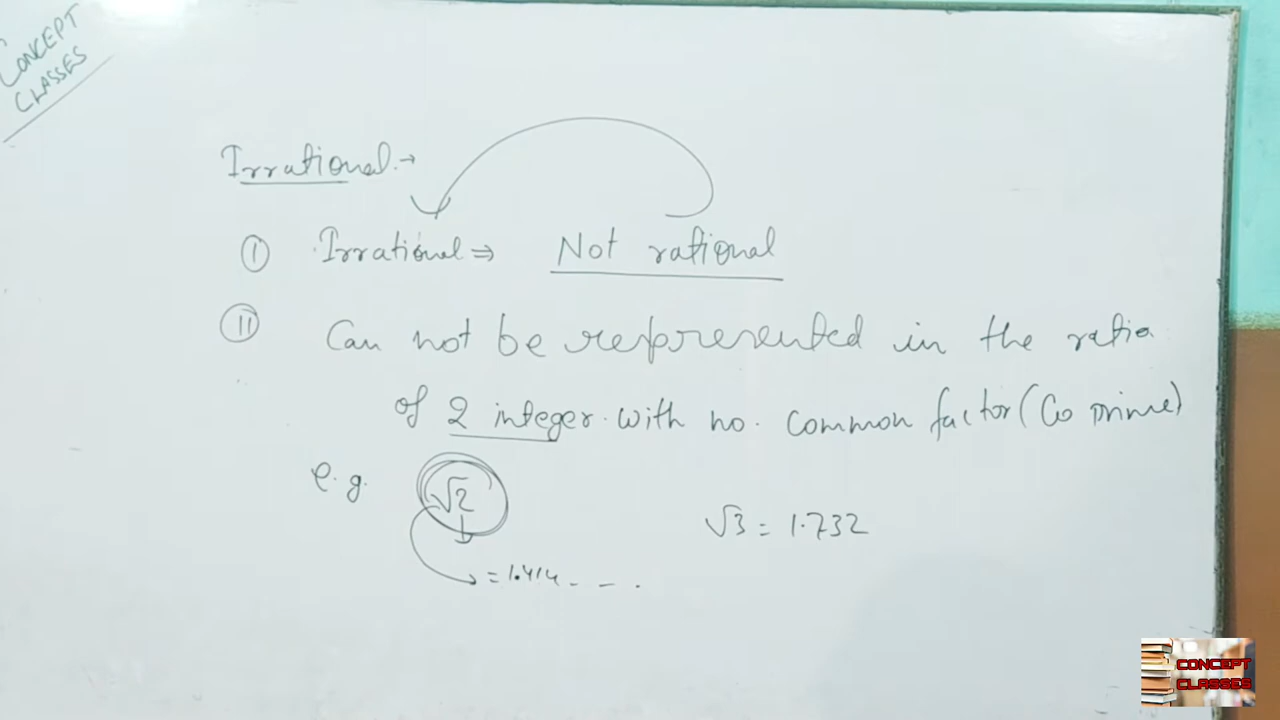 CONCEPT
CLASSES
Irrational →
I Irrational ⇒ Not rational
II Can not be represented in the ratio
of 2 integer with no. common factor (Co prime)
e.g. √2
√3 = 1.732
= 1.414 - - .
CONCEPT
CLASSES